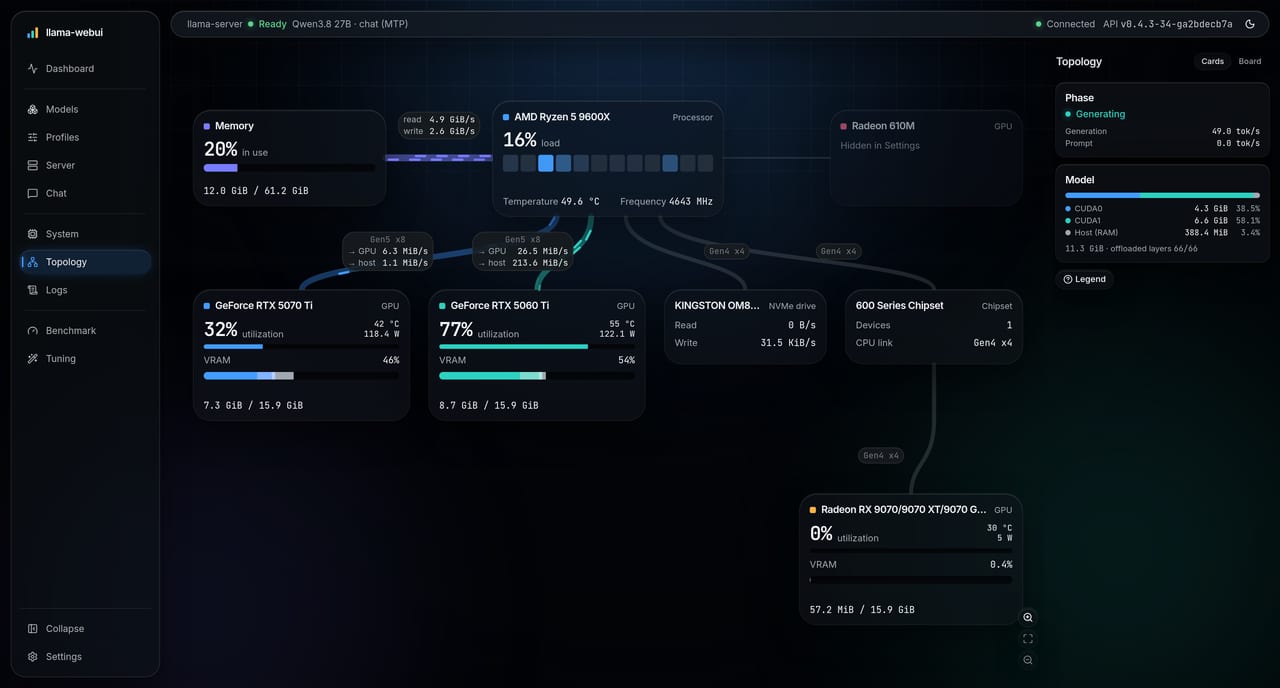 llama-webui
Dashboard
Models
Profiles
Server
Chat
System
Topology
Logs
Benchmark
Tuning
Collapse
Settings
llama-server Ready Qwen3.8 27B · chat (MTP)
Connected API v0.4.3-34-ga2bdecb7a
Memory
20% in use
12.0 GiB / 61.2 GiB
read 4.9 GiB/s
write 2.6 GiB/s
AMD Ryzen 5 9600X Processor
16% load
Temperature 49.6 °C Frequency 4643 MHz
Radeon 610M GPU
Hidden in Settings
Gen5 x8
→ GPU 6.3 MiB/s
→ host 1.1 MiB/s
Gen5 x8
→ GPU 26.5 MiB/s
→ host 213.6 MiB/s
Gen4 x4
Gen4 x4
GeForce RTX 5070 Ti GPU
32% utilization
42 °C
118.4 W
VRAM 46%
7.3 GiB / 15.9 GiB
GeForce RTX 5060 Ti GPU
77% utilization
55 °C
122.1 W
VRAM 54%
8.7 GiB / 15.9 GiB
KINGSTON OM8... NVMe drive
Read 0 B/s
Write 31.5 KiB/s
600 Series Chipset Chipset
Devices 1
CPU link Gen4 x4
Gen4 x4
Radeon RX 9070/9070 XT/9070 G... GPU
0% utilization
30 °C
5 W
VRAM 0.4%
57.2 MiB / 15.9 GiB
Topology
Cards Board
Phase
Generating
Generation 49.0 tok/s
Prompt 0.0 tok/s
Model
CUDA0 4.3 GiB 38.5%
CUDA1 6.6 GiB 58.1%
Host (RAM) 388.4 MiB 3.4%
11.3 GiB · offloaded layers 66/66
Legend